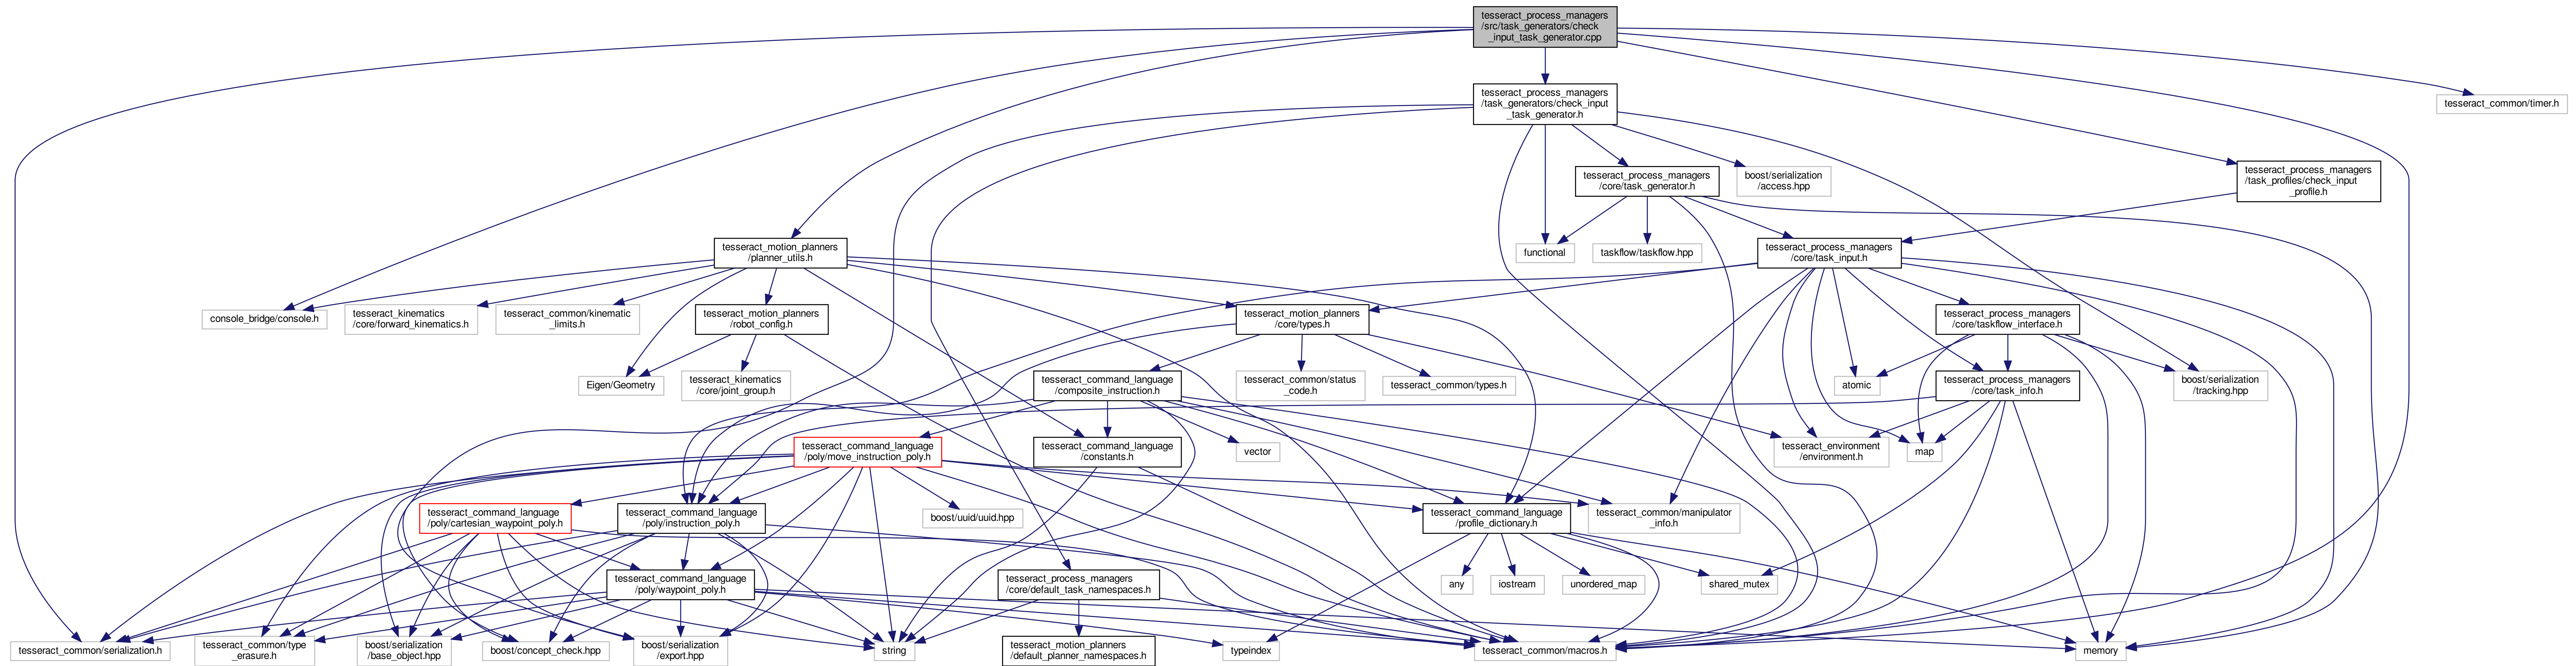 tesseract_process_managers
/src/task_generators/check
_input_task_generator.cpp
tesseract_process_managers
/task_generators/check_input
_task_generator.h
tesseract_common/timer.h
tesseract_process_managers
/core/task_generator.h
boost/serialization
/access.hpp
tesseract_process_managers
/task_profiles/check_input
_profile.h
tesseract_motion_planners
/planner_utils.h
functional
taskflow/taskflow.hpp
tesseract_process_managers
/core/task_input.h
console_bridge/console.h
tesseract_kinematics
/core/forward_kinematics.h
tesseract_common/kinematic
_limits.h
tesseract_motion_planners
/robot_config.h
tesseract_motion_planners
/core/types.h
tesseract_process_managers
/core/taskflow_interface.h
Eigen/Geometry
tesseract_kinematics
/core/joint_group.h
tesseract_command_language
/composite_instruction.h
tesseract_common/status
_code.h
tesseract_common/types.h
atomic
tesseract_process_managers
/core/task_info.h
boost/serialization
/tracking.hpp
tesseract_command_language
/poly/move_instruction_poly.h
tesseract_command_language
/constants.h
vector
tesseract_environment
/environment.h
map
tesseract_command_language
/poly/cartesian_waypoint_poly.h
tesseract_command_language
/poly/instruction_poly.h
boost/uuid/uuid.hpp
tesseract_command_language
/profile_dictionary.h
tesseract_common/manipulator
_info.h
tesseract_command_language
/poly/waypoint_poly.h
tesseract_process_managers
/core/default_task_namespaces.h
any
iostream
unordered_map
shared_mutex
tesseract_common/serialization.h
tesseract_common/type
_erasure.h
boost/serialization
/base_object.hpp
boost/concept_check.hpp
boost/serialization
/export.hpp
string
tesseract_motion_planners
/default_planner_namespaces.h
typeindex
tesseract_common/macros.h
memory